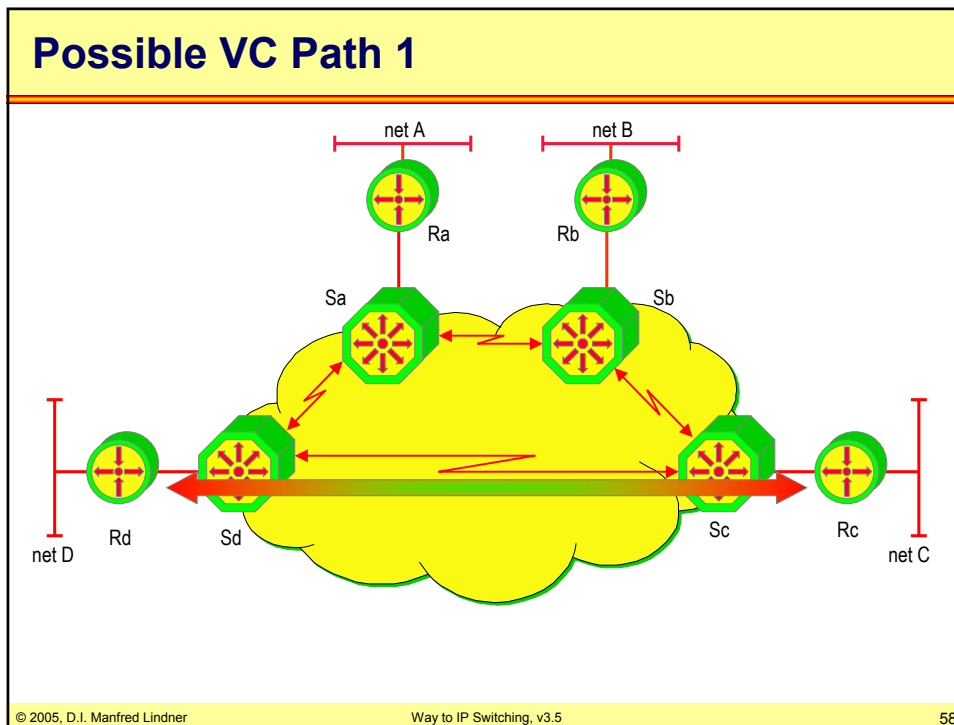 Possible VC Path 1
net A
net B
Ra
Rb
Sa
Sb
Rd
Sd
Sc
Rc
net D
net C
© 2005, D.I. Manfred Lindner
Way to IP Switching, v3.5
58